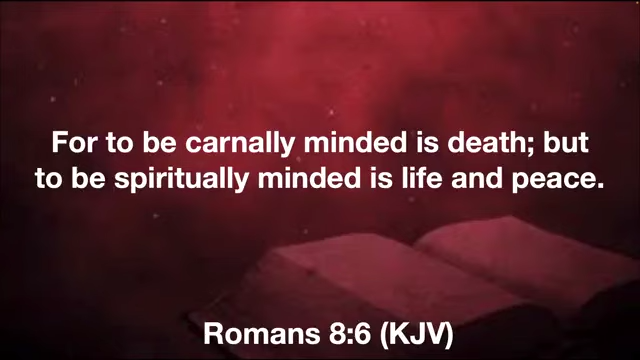 For to be carnally minded is death; but
to be spiritually minded is life and peace.
Romans 8:6 (KJV)